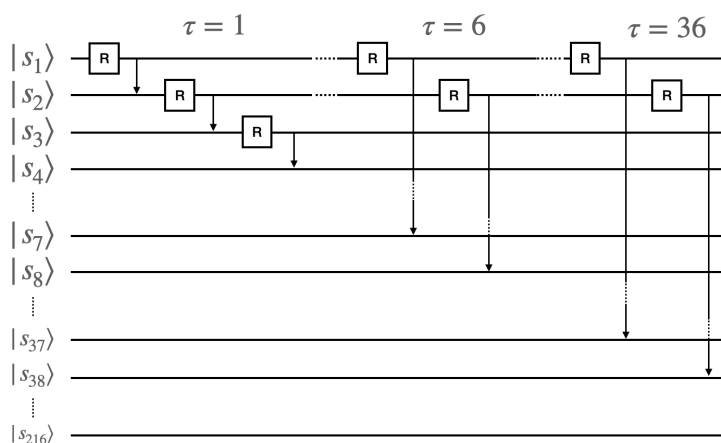 τ = 1 τ = 6 τ = 36
|s₁⟩ R R R
|s₂⟩ R R R
|s₃⟩ R
|s₄⟩
|s₇⟩
|s₈⟩
|s₃₇⟩
|s₃₈⟩
|s₂₁₆⟩